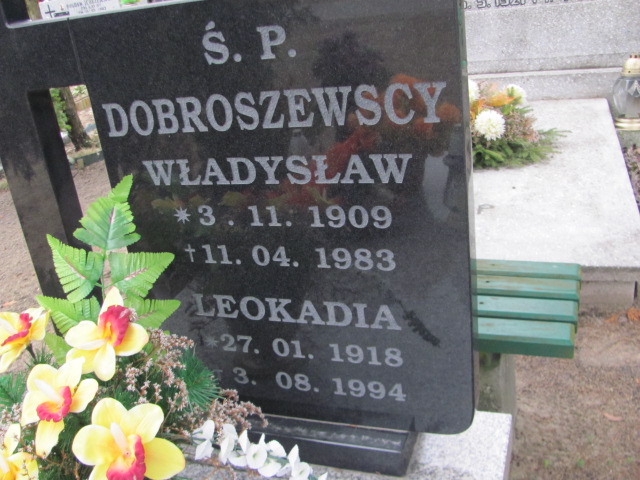 Ś. P.
DOBROSZEWSCY
WŁADYSŁAW
*3. 11. 1909
†11. 04. 1983
LEOKADIA
*27. 01. 1918
3. 08. 1994